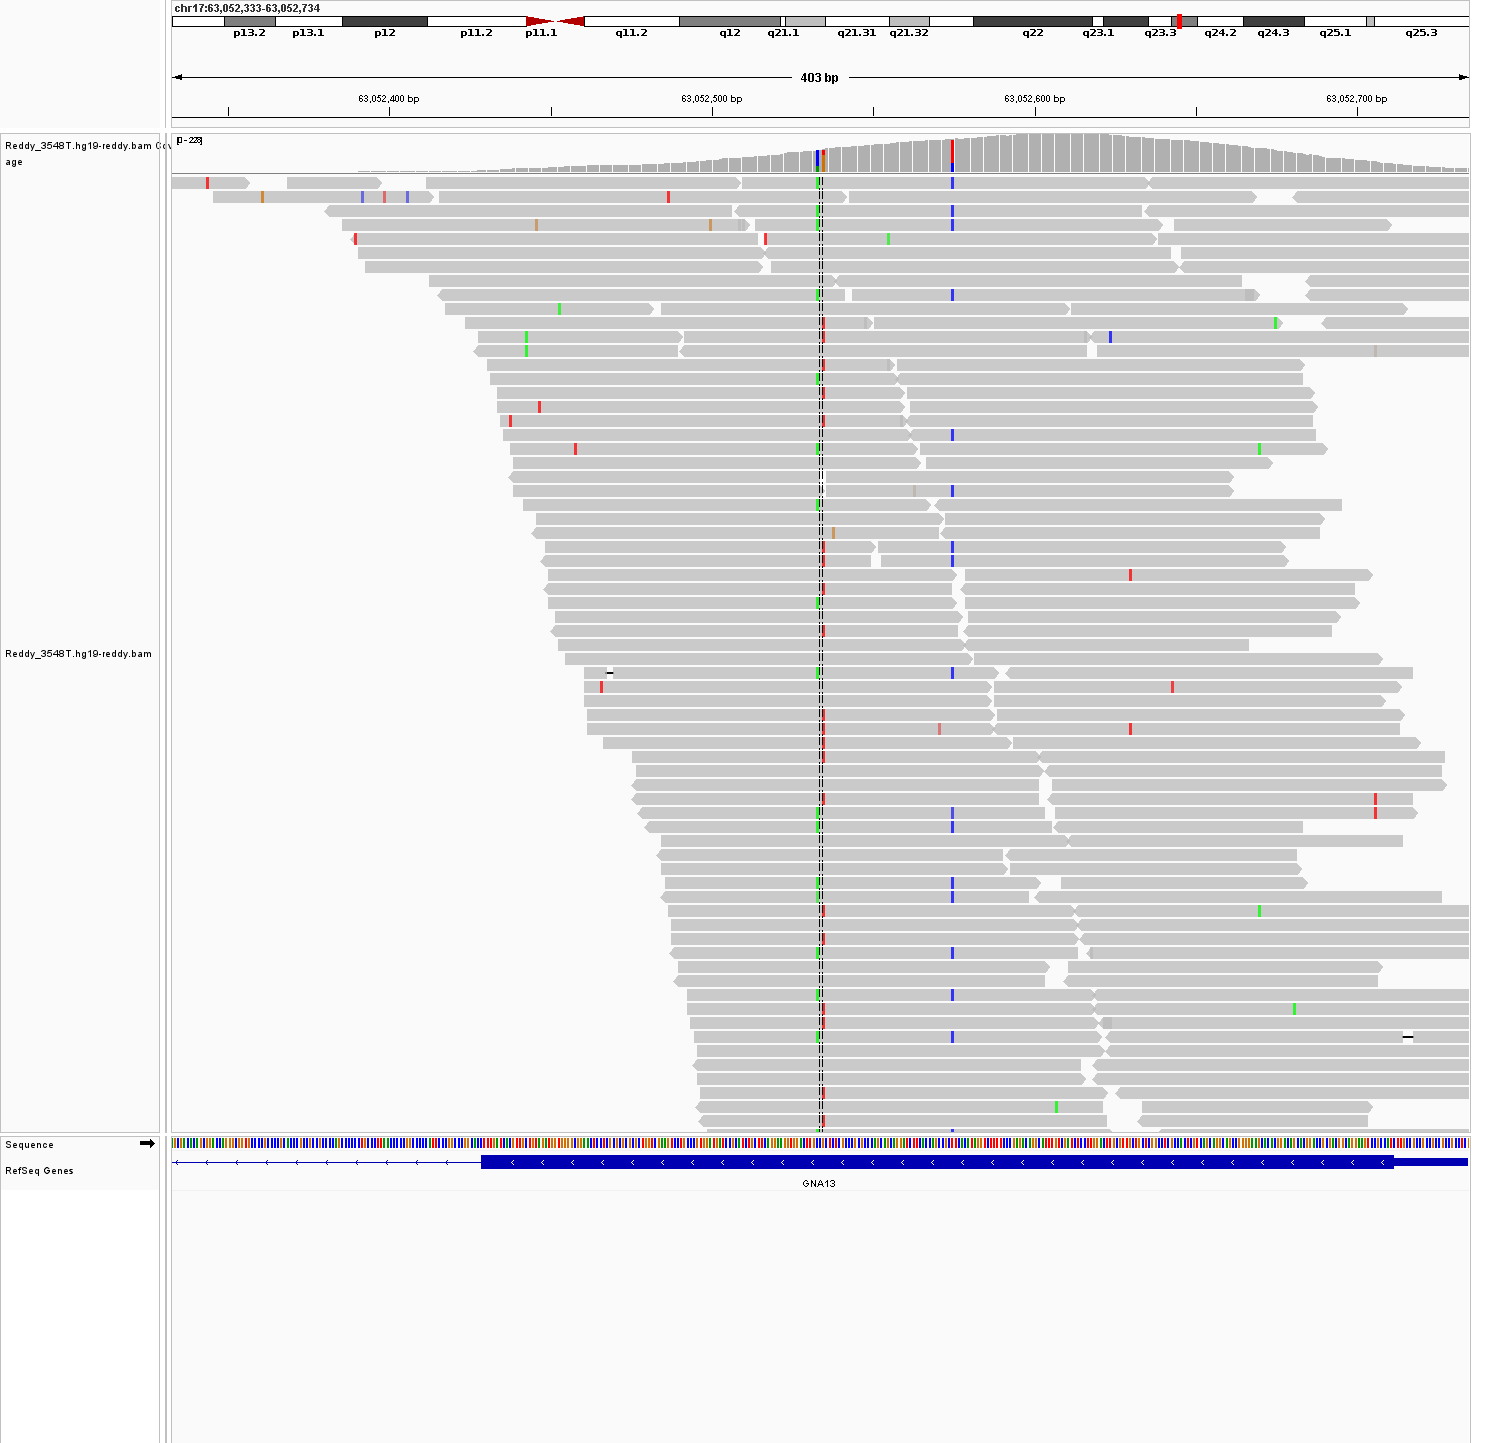 chr17:63,052,333-63,052,734
p13.2 p13.1 p12 p11.2 p11.1 q11.2 q12 q21.1 q21.31 q21.32 q22 q23.1 q23.3 q24.2 q24.3 q25.1 q25.3
403 bp
63,052,400 bp 63,052,500 bp 63,052,600 bp 63,052,700 bp
Reddy_3548T.hg19-reddy.bam Cov
age
[0 - 228]
Reddy_3548T.hg19-reddy.bam
Sequence
RefSeq Genes
GNA13